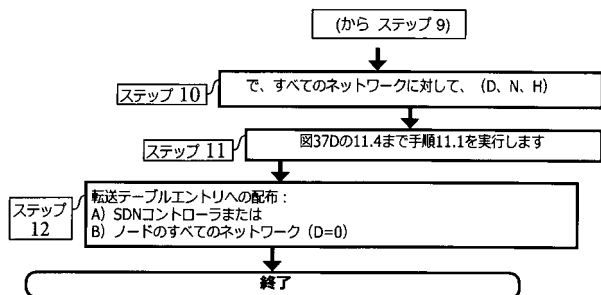 (から ステップ 9)
ステップ 10
で、すべてのネットワークに対して、（D、N、H）
ステップ 11
図37Dの11.4まで手順11.1を実行します
ステップ
12
転送テーブルエントリへの配布：
A）SDNコントローラまたは
B）ノードのすべてのネットワーク（D=0）
終了